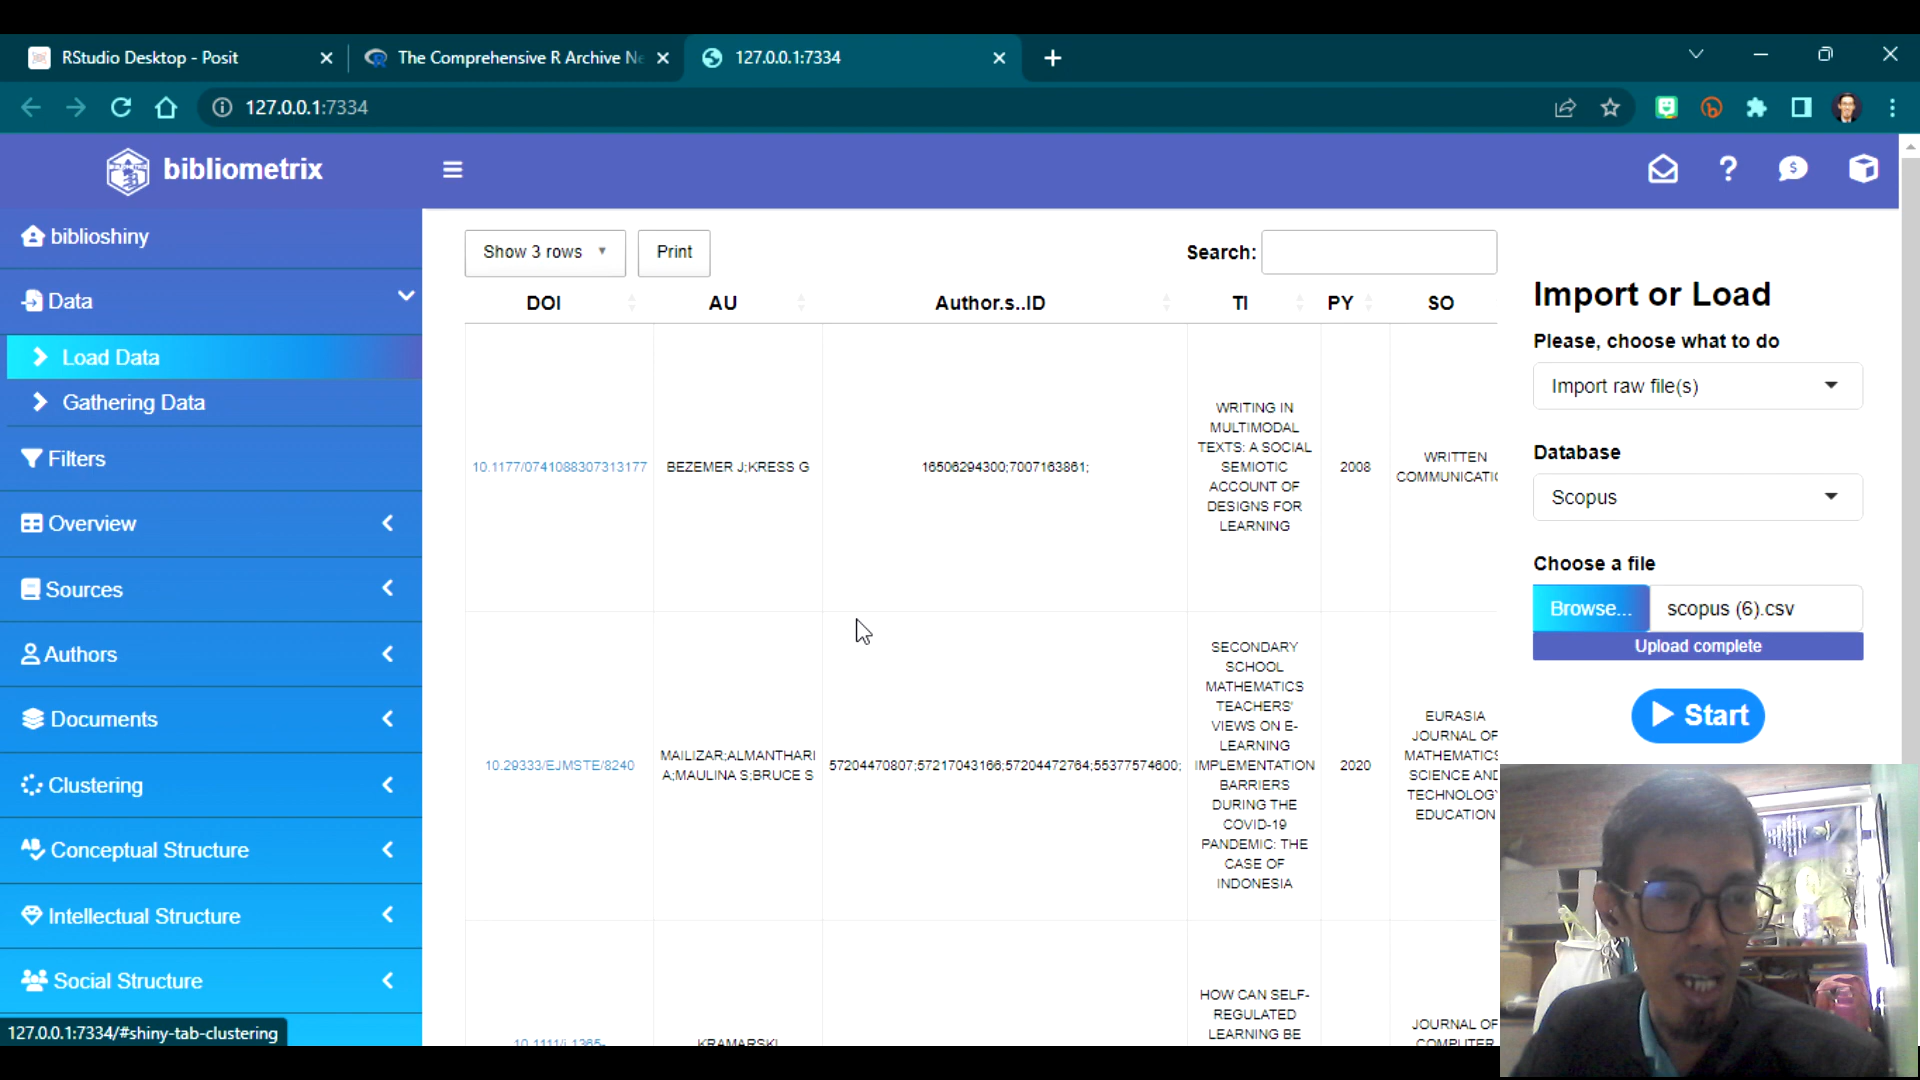 RStudio Desktop - Posit
The Comprehensive R Archive Ne
127.0.0.1:7334
127.0.0.1:7334
bibliometrix
?
$
biblioshiny
Data
Load Data
Gathering Data
Filters
Overview
Sources
Authors
Documents
Clustering
Conceptual Structure
Intellectual Structure
Social Structure
127.0.0.1:7334/#shiny-tab-clustering
Show 3 rows
Print
Search:
DOI AU Author.s..ID TI PY SO
10.1177/0741088307313177
BEZEMER J;KRESS G
16506294300;7007163861;
WRITING IN
MULTIMODAL
TEXTS: A SOCIAL
SEMIOTIC
ACCOUNT OF
DESIGNS FOR
LEARNING
2008
WRITTEN
COMMUNICATIO
10.29333/EJMSTE/8240
MAILIZAR;ALMANTHARI
A;MAULINA S;BRUCE S
57204470807;57217043166;57204472764;55377574600;
SECONDARY
SCHOOL
MATHEMATICS
TEACHERS'
VIEWS ON E-
LEARNING
IMPLEMENTATION
BARRIERS
DURING THE
COVID-19
PANDEMIC: THE
CASE OF
INDONESIA
2020
EURASIA
JOURNAL OF
MATHEMATICS
SCIENCE AND
TECHNOLOGY
EDUCATION
10.1111/j.1365-
KRAMARSKI
HOW CAN SELF-
REGULATED
LEARNING BE
JOURNAL OF
COMPUTER
Import or Load
Please, choose what to do
Import raw file(s)
Database
Scopus
Choose a file
Browse...
scopus (6).csv
Upload complete
Start